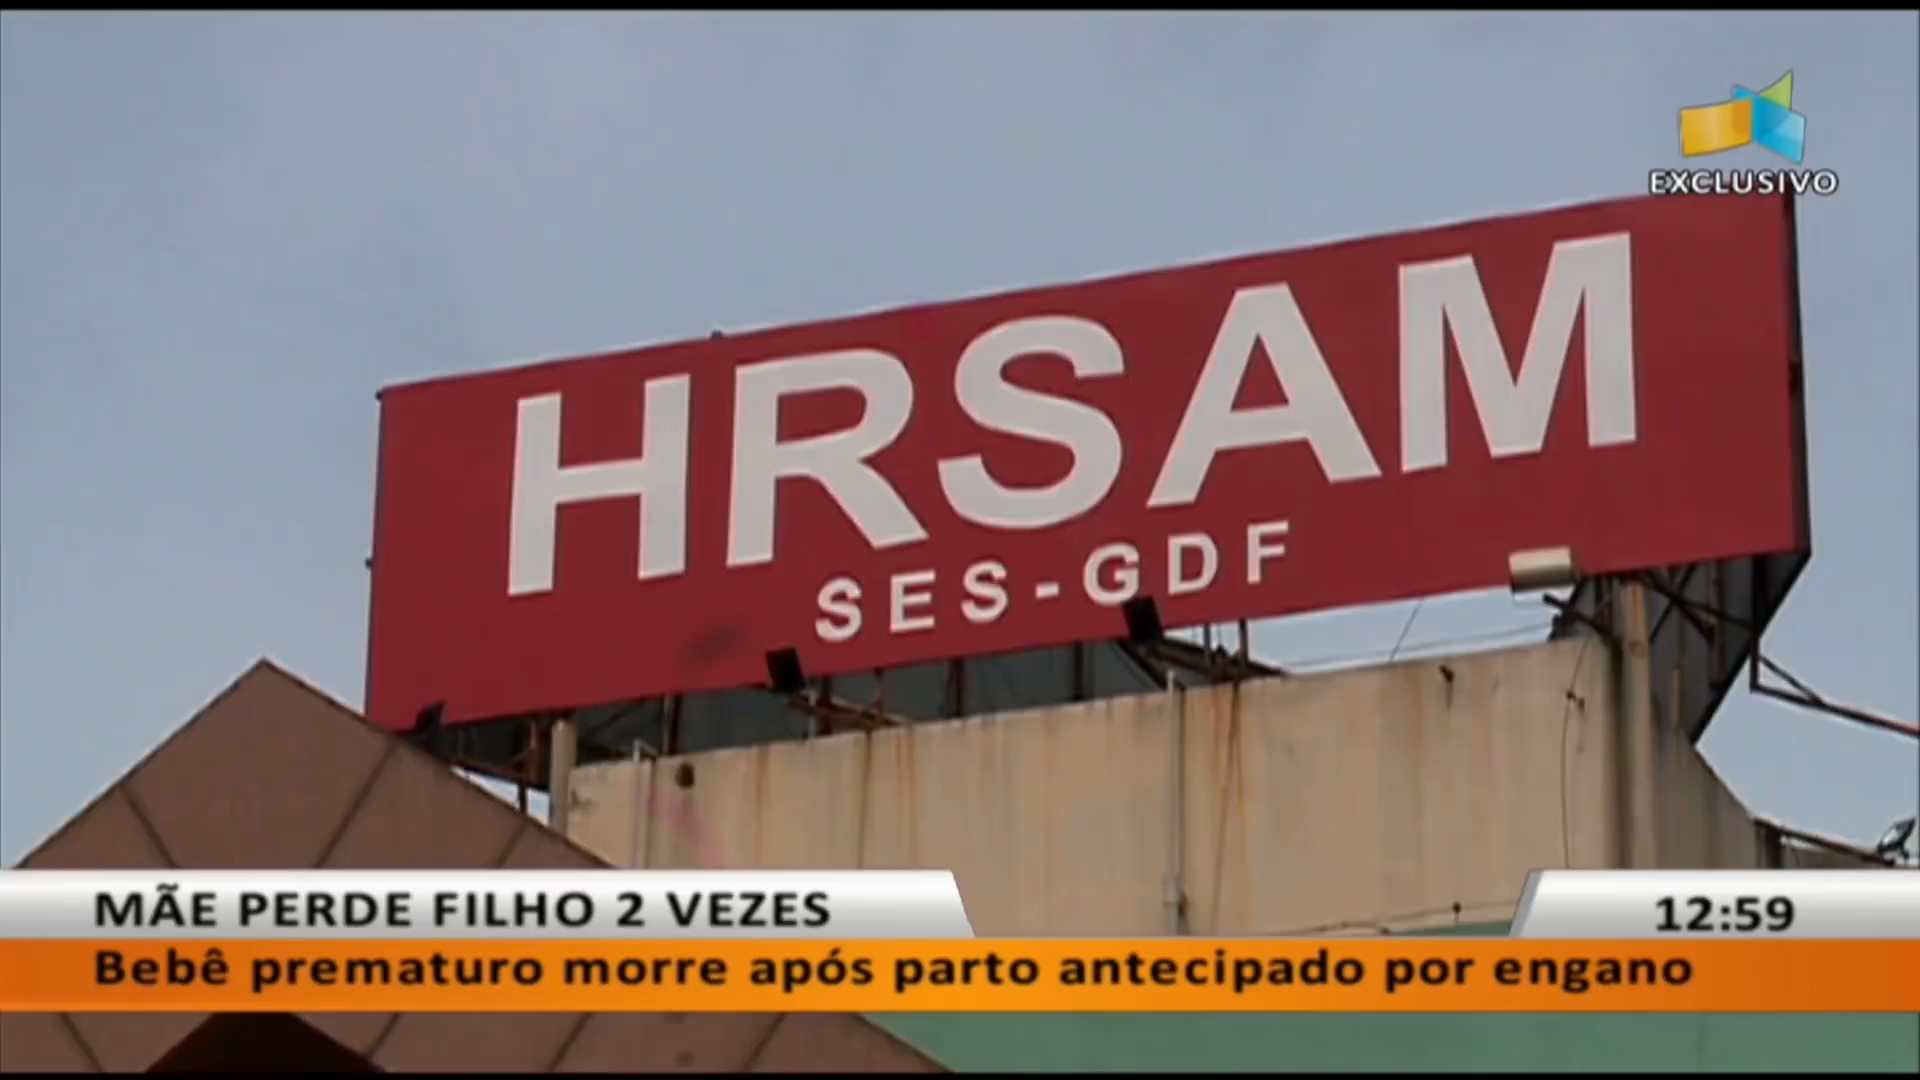 EXCLUSIVO
HRSAM
SES-GDF
MÃE PERDE FILHO 2 VEZES
12:59
Bebê prematuro morre após parto antecipado por engano